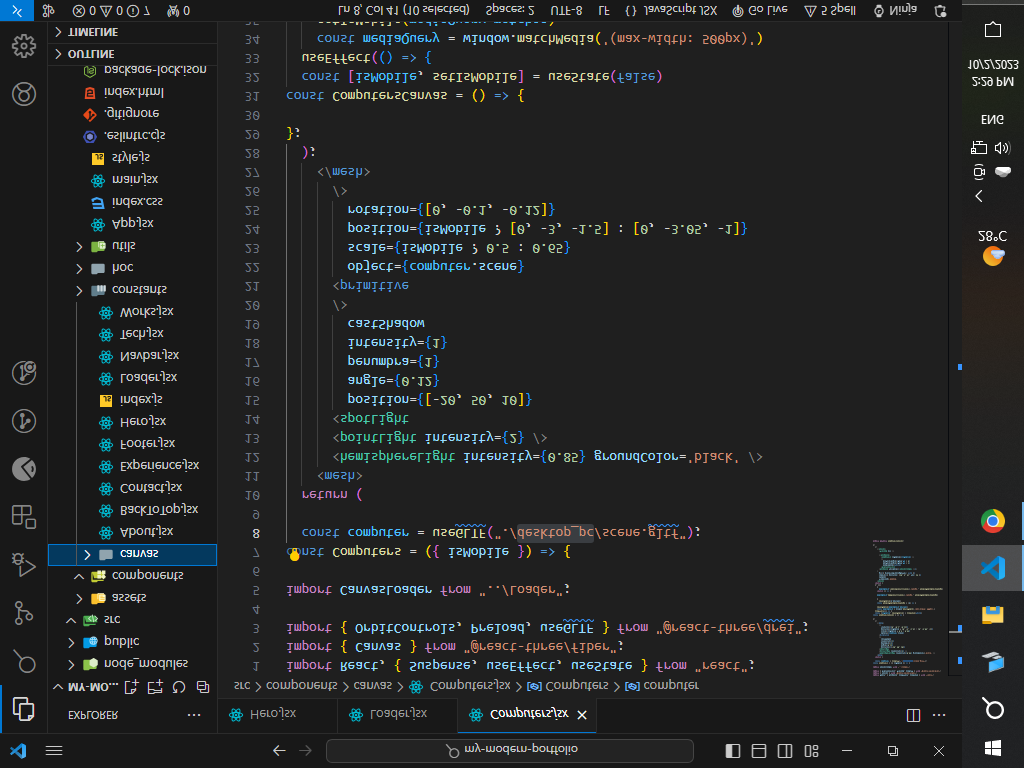 my-modern-portfolio
EXPLORER
Hero.jsx
Loader.jsx
Computers.jsx
MY-MO...
src > components > canvas > Computers.jsx > Computers > computer
node_modules
public
src
assets
components
canvas
About.jsx
BackToTop.jsx
Contact.jsx
Experience.jsx
Footer.jsx
Hero.jsx
index.js
Loader.jsx
Navbar.jsx
Tech.jsx
Works.jsx
constants
hoc
utils
App.jsx
index.css
main.jsx
style.js
.eslintrc.cjs
.gitignore
index.html
package-lock.json
OUTLINE
TIMELINE
1 import React, { Suspense, useEffect, useState } from "react";
2 import { Canvas } from "@react-three/fiber";
3 import { OrbitControls, Preload, useGLTF } from "@react-three/drei";
4
5 import CanvasLoader from "../Loader";
6
7 const Computers = ({ isMobile }) => {
8 const computer = useGLTF("./desktop_pc/scene.gltf");
9
10 return (
11 <mesh>
12 <hemisphereLight intensity={0.85} groundColor='black' />
13 <pointLight intensity={2} />
14 <spotLight
15 position={[-20, 50, 10]}
16 angle={0.12}
17 penumbra={1}
18 intensity={1}
19 castShadow
20 />
21 <primitive
22 object={computer.scene}
23 scale={isMobile ? 0.5 : 0.65}
24 position={isMobile ? [0, -3, -1.5] : [0, -3.05, -1]}
25 rotation={[0, -0.1, -0.12]}
26 />
27 </mesh>
28 );
29 };
30
31 const ComputersCanvas = () => {
32 const [isMobile, setIsMobile] = useState(false)
33 useEffect(() => {
34 const mediaQuery = window.matchMedia('(max-width: 500px)')
35 setIsMobile(mediaQuery.matches)
0 0 7
0
Ln 8, Col 41 (10 selected)
Spaces: 2
UTF-8
LF
{ } JavaScript JSX
Go Live
5 Spell
Ninja
28°C
ENG
2:29 PM
10/2/2023